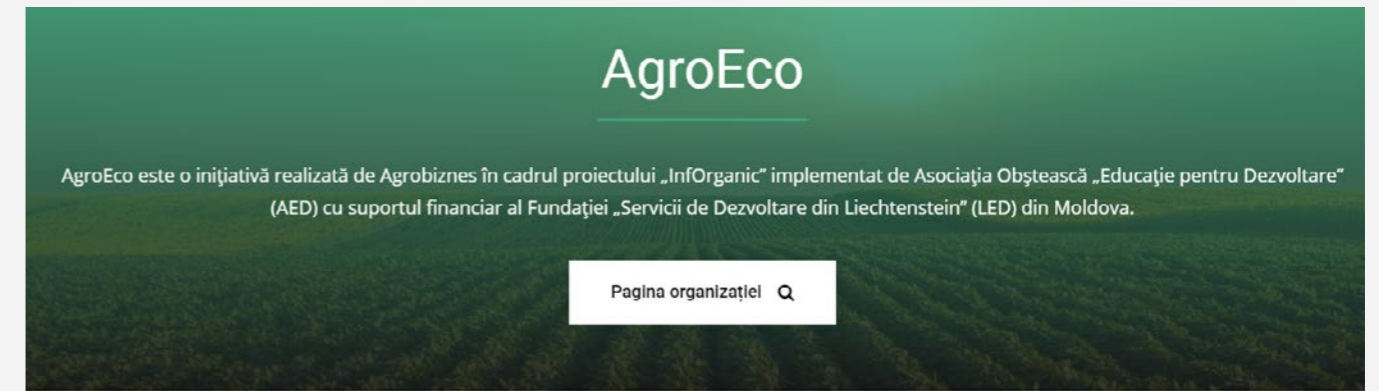 AgroEco
AgroEco este o iniţiativă realizată de Agrobiznes în cadrul proiectului „InfOrganic” implementat de Asociaţia Obştească „Educaţie pentru Dezvoltare”
(AED) cu suportul financiar al Fundaţiei „Servicii de Dezvoltare din Liechtenstein” (LED) din Moldova.
Pagina organizației